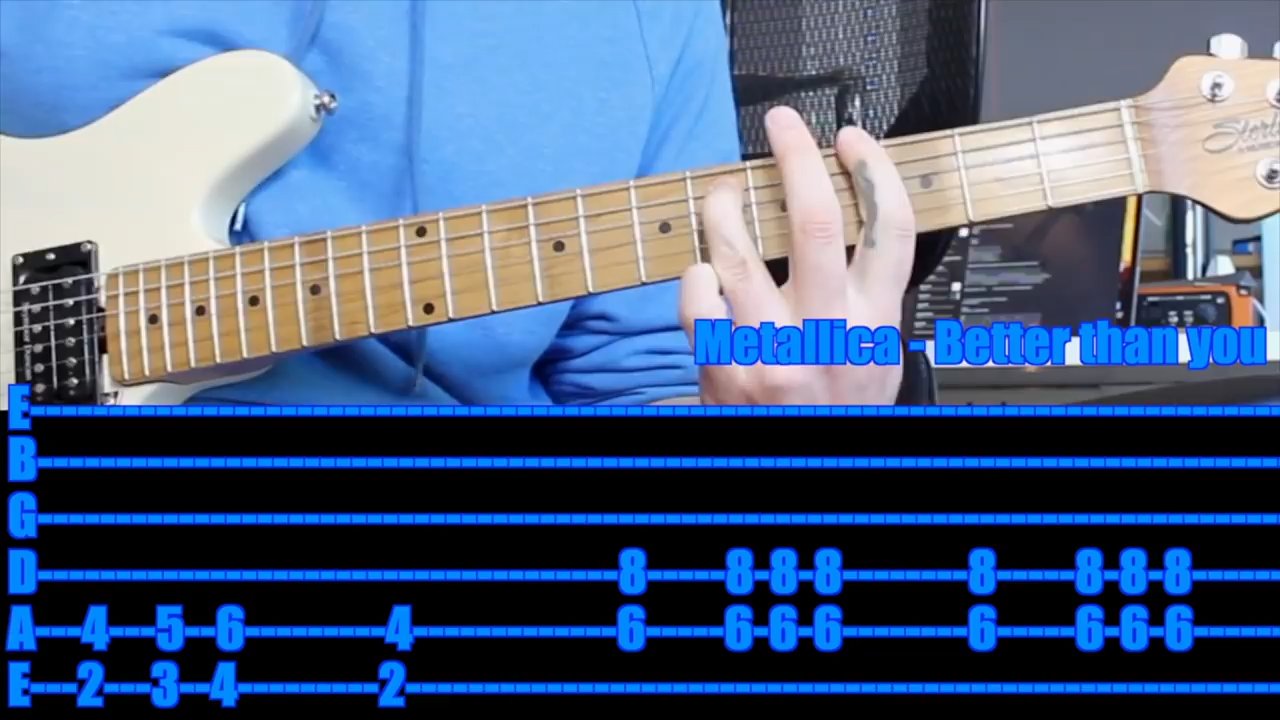 Metallica - Better than you
E
B
G
D 8 8 8 8 8 8 8 8
A 4 5 6 4 6 6 6 6 6 6 6 6
E 2 3 4 2